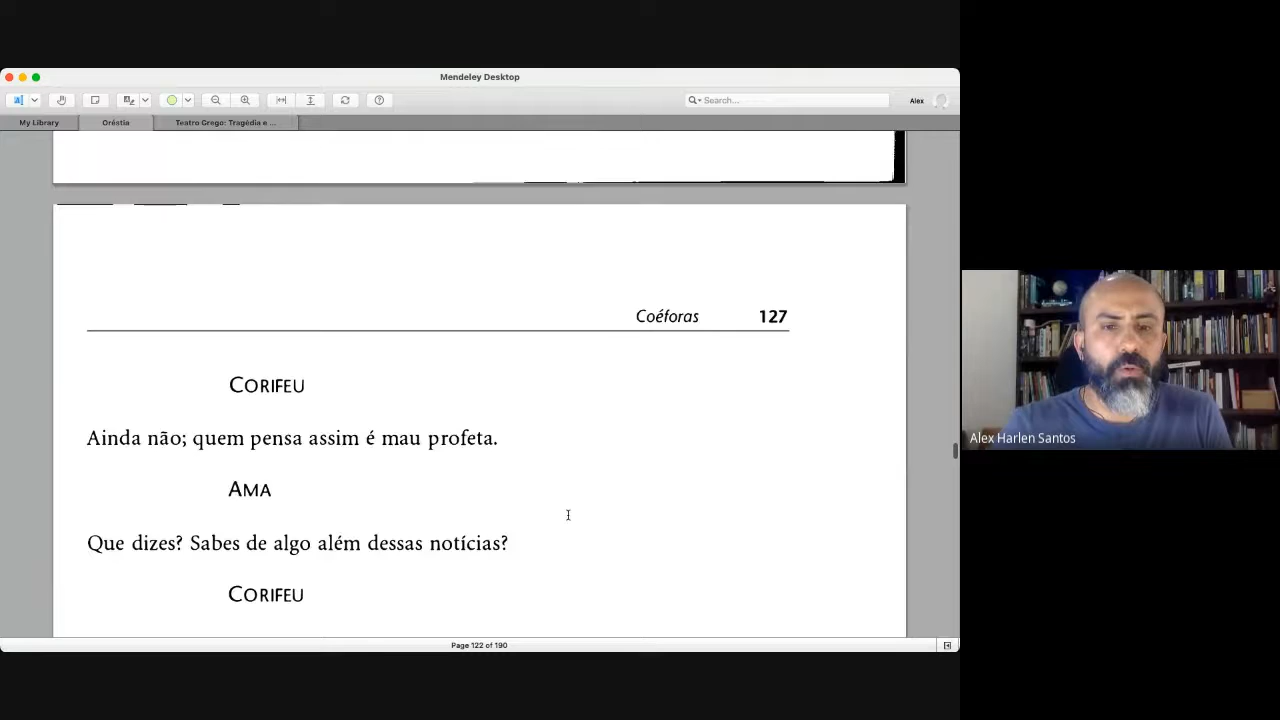 Mendeley Desktop
Search...
Alex
My Library
Oréstia
Teatro Grego: Tragédia e ...
Coéforas 127
CORIFEU
Ainda não; quem pensa assim é mau profeta.
AMA
Que dizes? Sabes de algo além dessas notícias?
CORIFEU
Page 122 of 190
Alex Harlen Santos